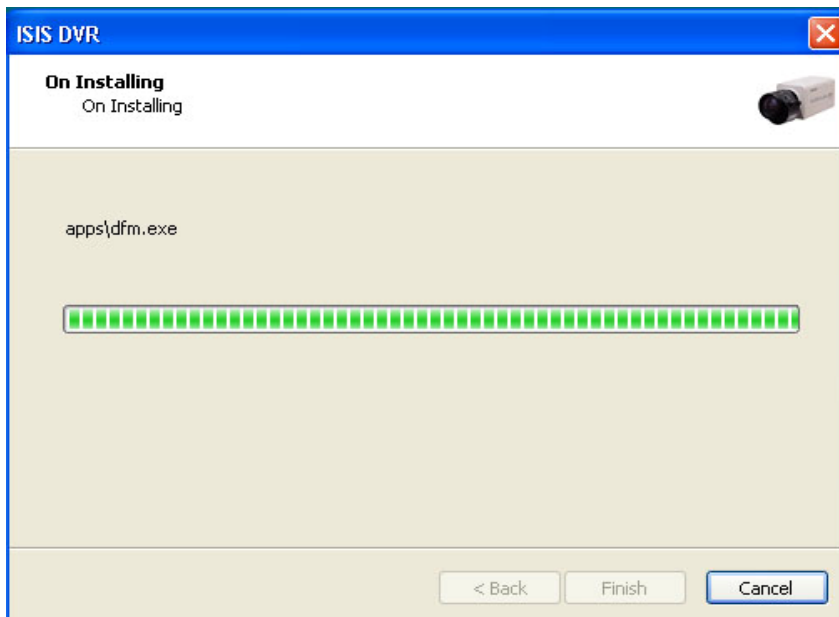 ISIS DVR
On Installing
On Installing
apps\dfm.exe
< Back Finish Cancel